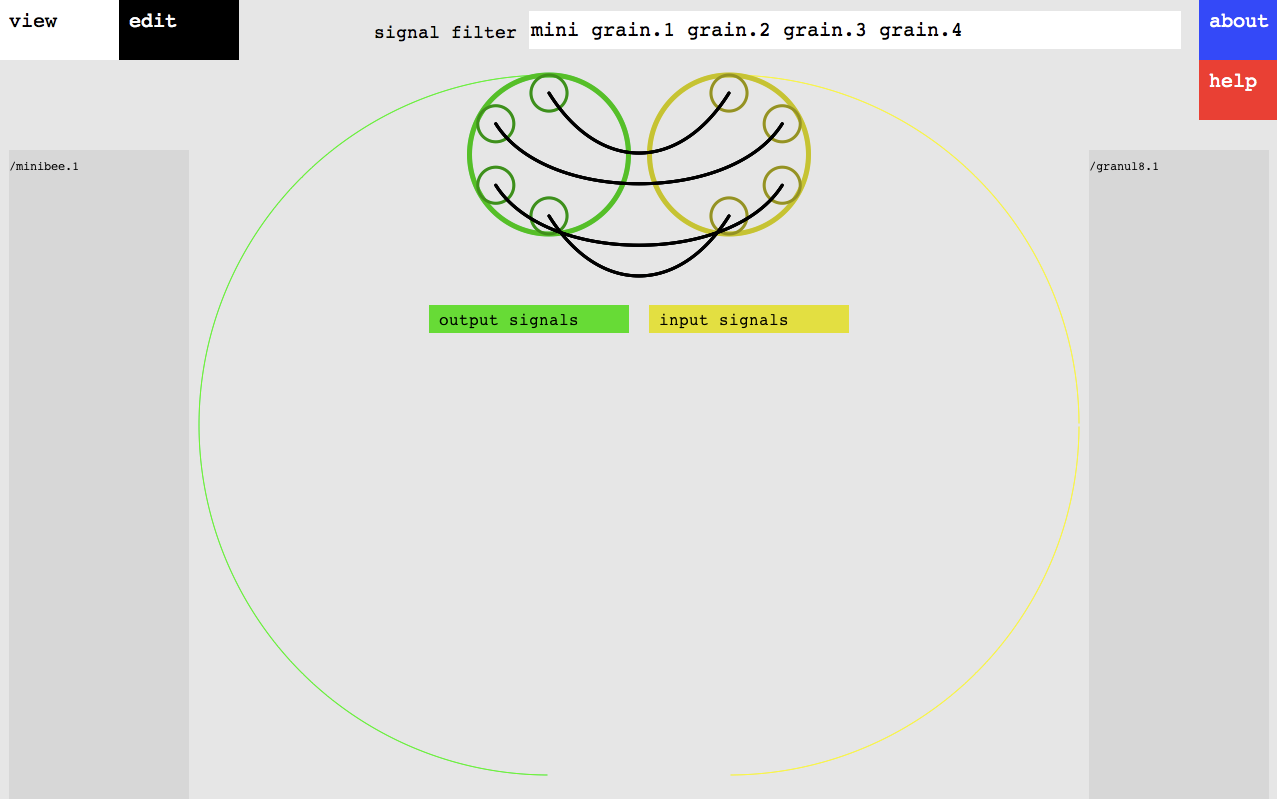 view
edit
signal filter
mini grain.1 grain.2 grain.3 grain.4
about
help
/minibee.1
/granul8.1
output signals
input signals